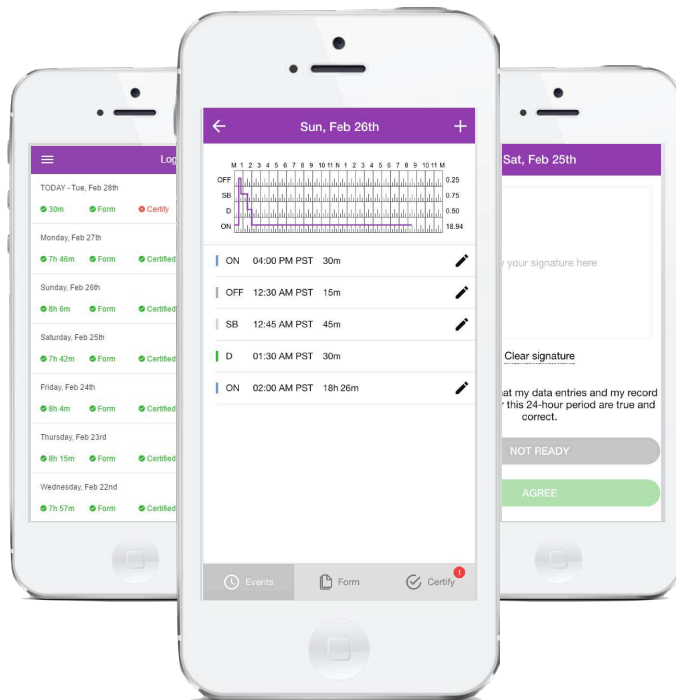 Log
TODAY - Tue, Feb 28th
30m Form Certify
Monday, Feb 27th
7h 46m Form Certified
Sunday, Feb 26th
8h 6m Form Certified
Saturday, Feb 25th
7h 42m Form Certified
Friday, Feb 24th
8h 4m Form Certified
Thursday, Feb 23rd
8h 15m Form Certified
Wednesday, Feb 22nd
7h 57m Form Certified
Sun, Feb 26th
M 1 2 3 4 5 6 7 8 9 10 11 N 1 2 3 4 5 6 7 8 9 10 11 M
OFF 0.25
SB 0.75
D 0.50
ON 18.94
ON 04:00 PM PST 30m
OFF 12:30 AM PST 15m
SB 12:45 AM PST 45m
D 01:30 AM PST 30m
ON 02:00 AM PST 18h 26m
Events Form Certify !
Sat, Feb 25th
your signature here
Clear signature
at my data entries and my record
this 24-hour period are true and
correct.
NOT READY
AGREE